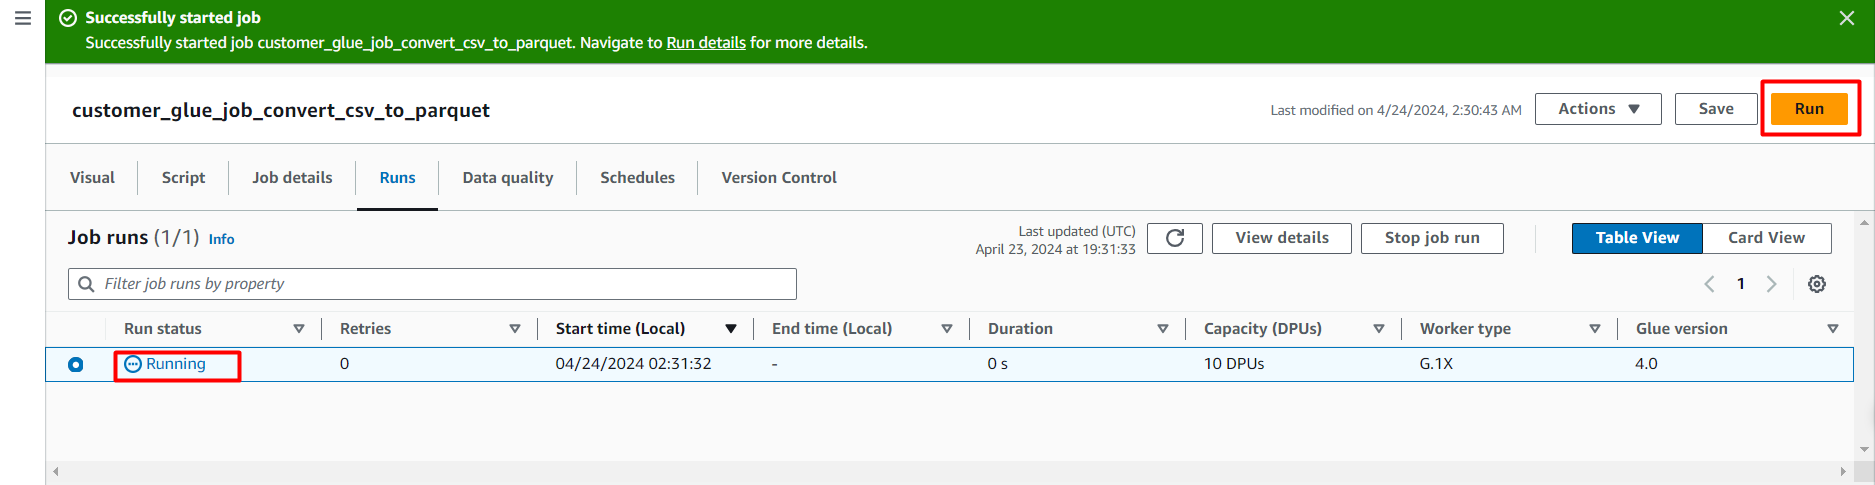 Successfully started job
Successfully started job customer_glue_job_convert_csv_to_parquet. Navigate to Run details for more details.
customer_glue_job_convert_csv_to_parquet
Last modified on 4/24/2024, 2:30:43 AM
Actions
Save
Run
Visual
Script
Job details
Runs
Data quality
Schedules
Version Control
Job runs (1/1) Info
Last updated (UTC)
April 23, 2024 at 19:31:33
View details
Stop job run
Table View
Card View
Filter job runs by property
1
Run status
Retries
Start time (Local)
End time (Local)
Duration
Capacity (DPUs)
Worker type
Glue version
Running
0
04/24/2024 02:31:32
-
0 s
10 DPUs
G.1X
4.0